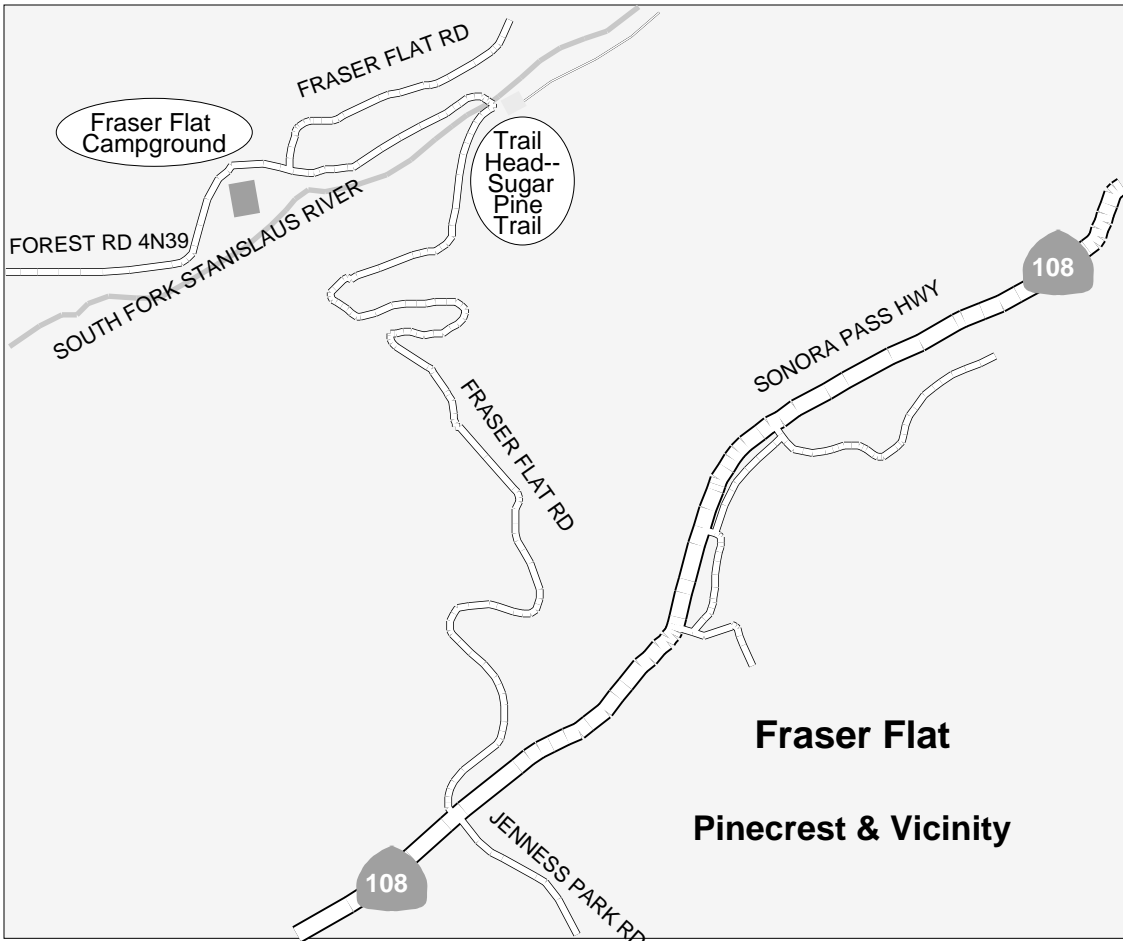 FRASER FLAT RD
Fraser Flat
Campground
Trail
Head--
Sugar
Pine
Trail
FOREST RD 4N39
SOUTH FORK STANISLAUS RIVER
108
SONORA PASS HWY
FRASER FLAT RD
Fraser Flat
Pinecrest & Vicinity
JENNESS PARK RD
108